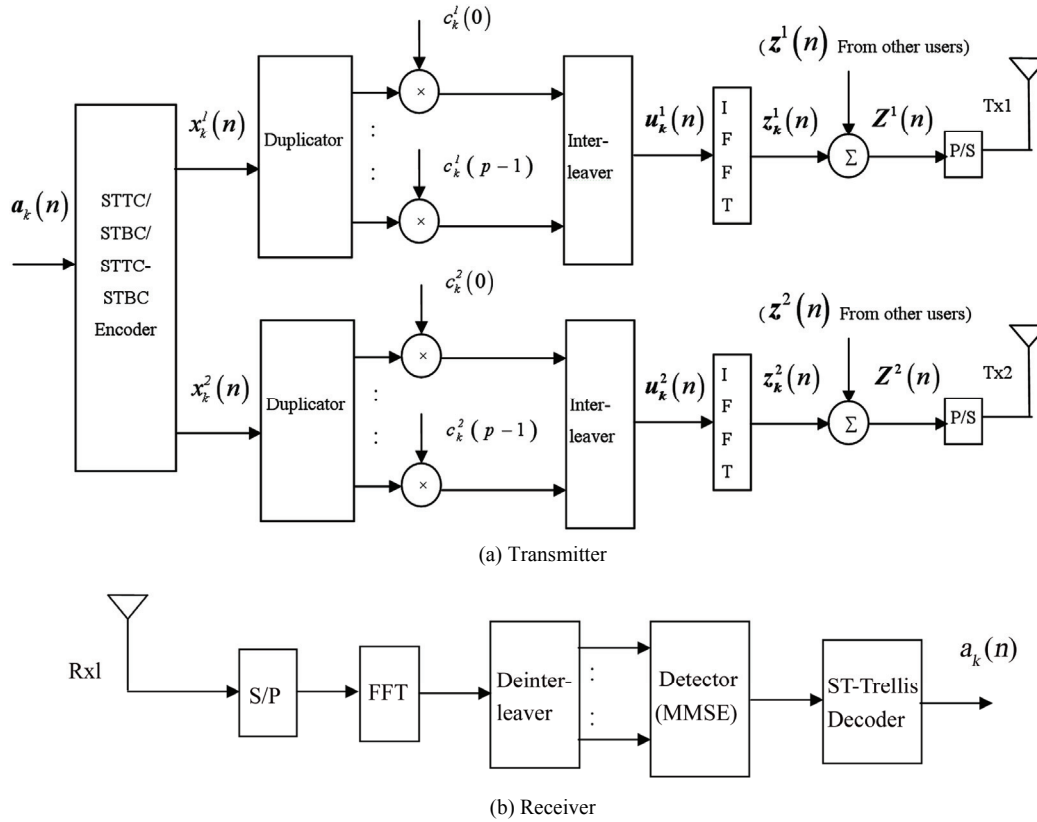 c_k^1(0)
( z^1(n) From other users)
x_k^1(n)
Duplicator
×
:
:
c_k^1(p−1)
×
Inter-
leaver
u_k^1(n)
I
F
F
T
z_k^1(n)
Σ
Z^1(n)
P/S
Tx1
a_k(n)
STTC/
STBC/
STTC-
STBC
Encoder
c_k^2(0)
( z^2(n) From other users)
x_k^2(n)
Duplicator
×
:
:
c_k^2(p−1)
×
Inter-
leaver
u_k^2(n)
I
F
F
T
z_k^2(n)
Σ
Z^2(n)
P/S
Tx2
(a) Transmitter
Rxl
S/P
FFT
Deinter-
leaver
:
:
Detector
(MMSE)
ST-Trellis
Decoder
a_k(n)
(b) Receiver